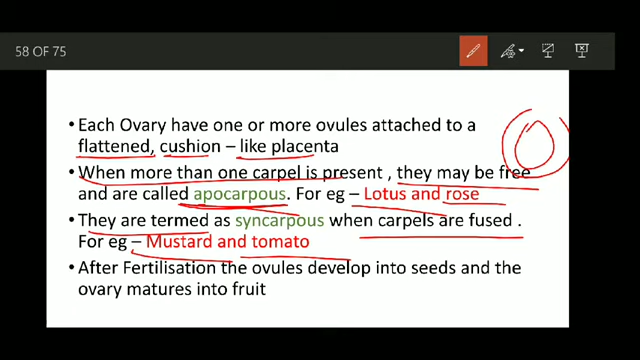 58 OF 75
• Each Ovary have one or more ovules attached to a
flattened, cushion – like placenta
• When more than one carpel is present , they may be free
and are called apocarpous. For eg – Lotus and rose
• They are termed as syncarpous when carpels are fused .
For eg – Mustard and tomato
• After Fertilisation the ovules develop into seeds and the
ovary matures into fruit